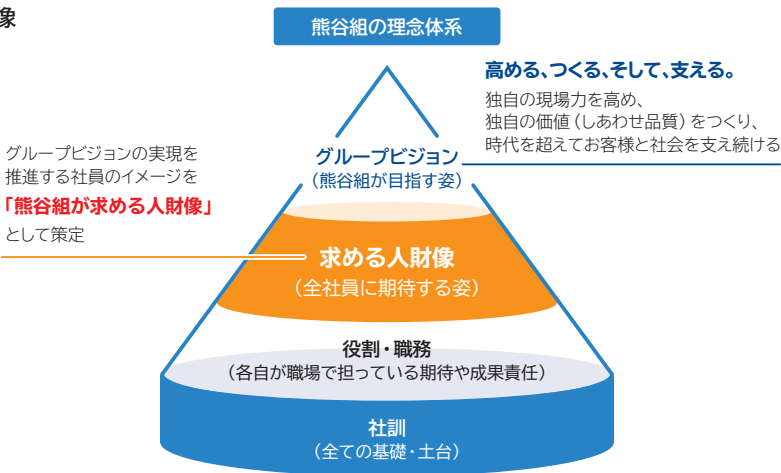 像
熊谷組の理念体系
高める、つくる、そして、支える。
独自の現場力を高め、
独自の価値（しあわせ品質）をつくり、
時代を超えてお客様と社会を支え続ける
グループビジョン
（熊谷組が目指す姿）
グループビジョンの実現を
推進する社員のイメージを
「熊谷組が求める人財像」
として策定
求める人財像
（全社員に期待する姿）
役割・職務
（各自が職場で担っている期待や成果責任）
社訓
（全ての基礎・土台）